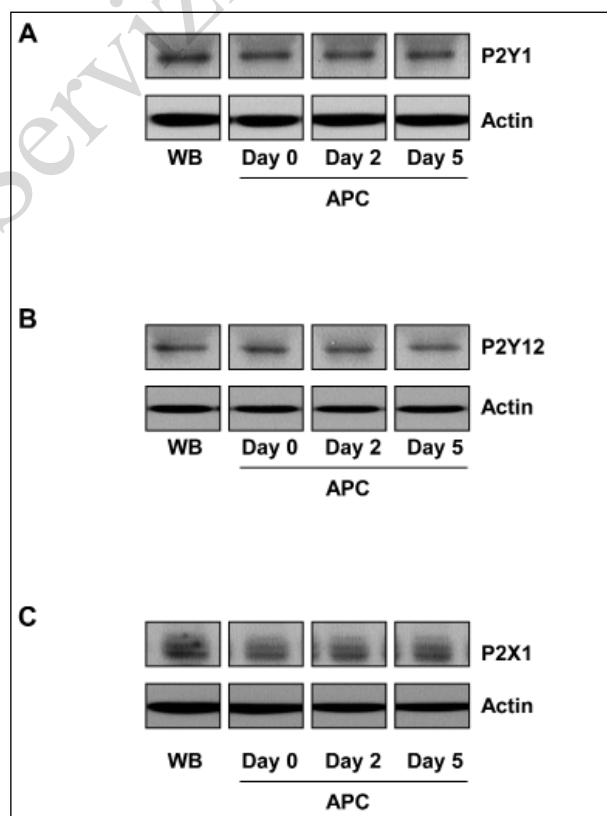 Servizi
A
P2Y1
Actin
WB Day 0 Day 2 Day 5
APC
B
P2Y12
Actin
WB Day 0 Day 2 Day 5
APC
C
P2X1
Actin
WB Day 0 Day 2 Day 5
APC